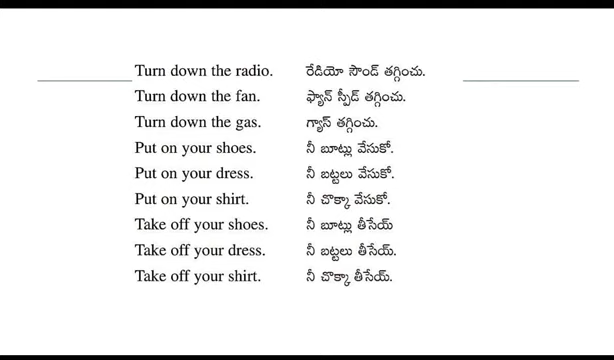 Turn down the radio. రేడియో సౌండ్ తగ్గించు.
Turn down the fan. ఫ్యాన్ స్పీడ్ తగ్గించు.
Turn down the gas. గ్యాస్ తగ్గించు.
Put on your shoes. నీ బూట్లు వేసుకో.
Put on your dress. నీ బట్టలు వేసుకో.
Put on your shirt. నీ చొక్కా వేసుకో.
Take off your shoes. నీ బూట్లు తీసేయ్
Take off your dress. నీ బట్టలు తీసేయ్.
Take off your shirt. నీ చొక్కా తీసేయ్.